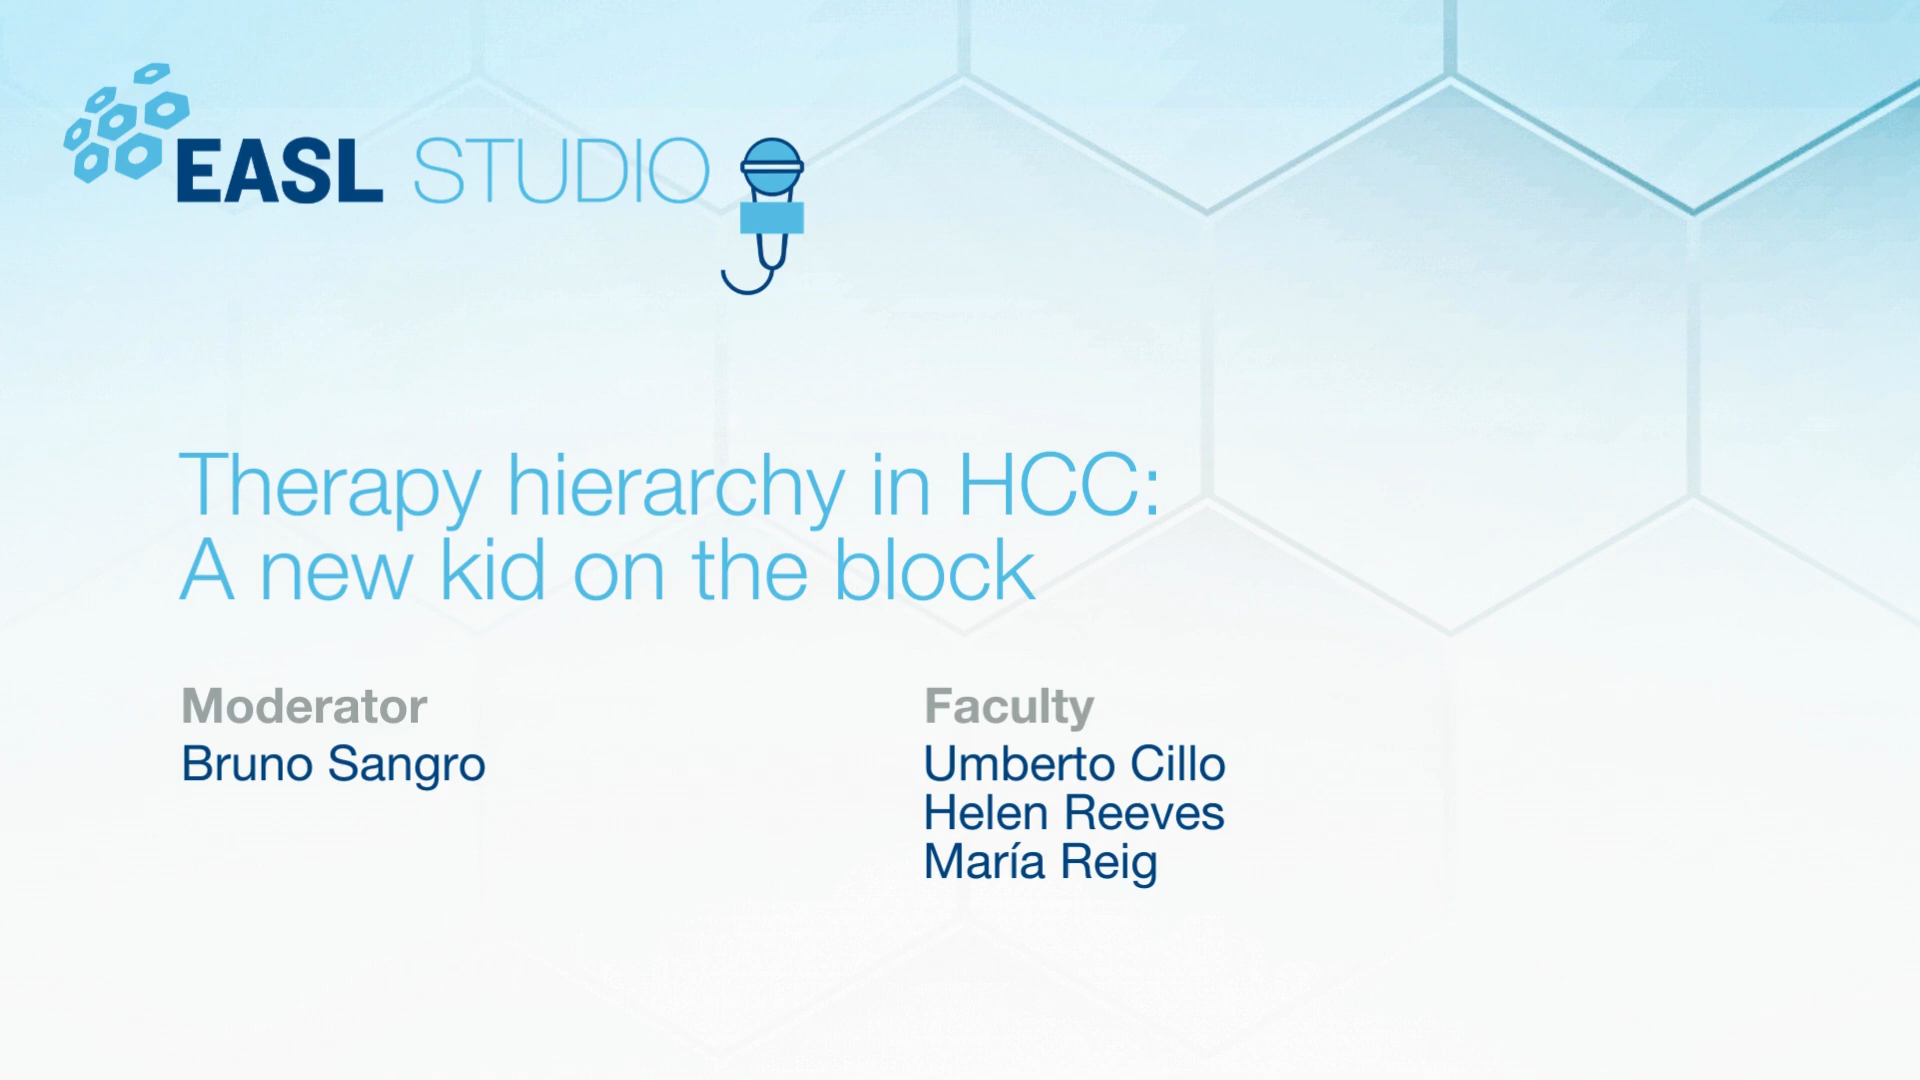 EASL STUDIO
Therapy hierarchy in HCC:
A new kid on the block
Moderator
Bruno Sangro
Faculty
Umberto Cillo
Helen Reeves
María Reig